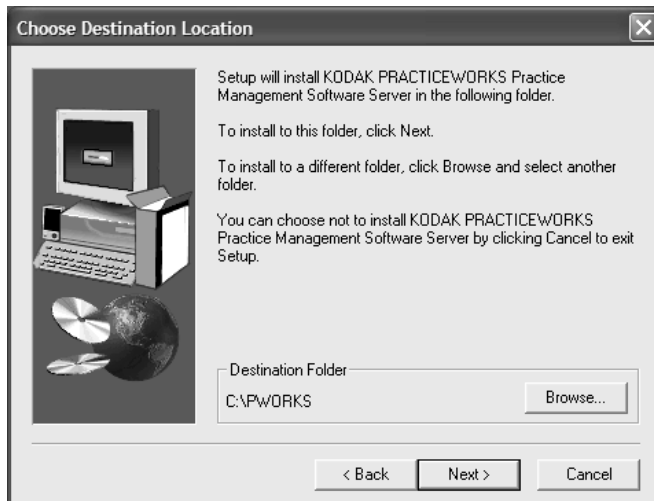 Choose Destination Location
Setup will install KODAK PRACTICEWORKS Practice
Management Software Server in the following folder.
To install to this folder, click Next.
To install to a different folder, click Browse and select another
folder.
You can choose not to install KODAK PRACTICEWORKS
Practice Management Software Server by clicking Cancel to exit
Setup.
Destination Folder
C:\PWORKS
Browse...
< Back
Next >
Cancel